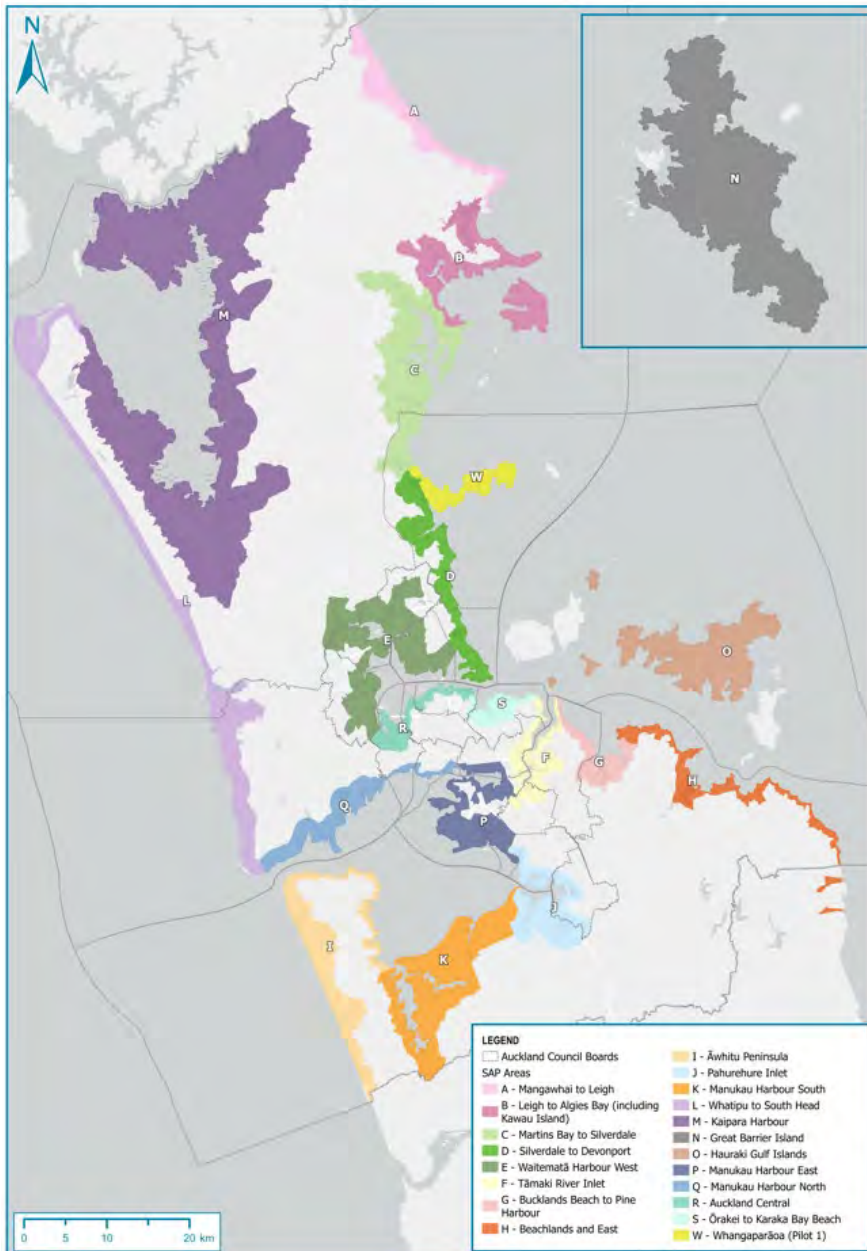 N
A
N
B
M
C
W
L
D
E
O
S
R
F
G
H
Q
P
J
I
K
LEGEND
Auckland Council Boards
SAP Areas
A - Mangawhai to Leigh
B - Leigh to Algies Bay (including
Kawau Island)
C - Martins Bay to Silverdale
D - Silverdale to Devonport
E - Waitematā Harbour West
F - Tāmaki River Inlet
G - Bucklands Beach to Pine
Harbour
H - Beachlands and East
I - Āwhitu Peninsula
J - Pahurehure Inlet
K - Manukau Harbour South
L - Whatipu to South Head
M - Kaipara Harbour
N - Great Barrier Island
O - Hauraki Gulf Islands
P - Manukau Harbour East
Q - Manukau Harbour North
R - Auckland Central
S - Ōrakei to Karaka Bay Beach
W - Whangaparāoa (Pilot 1)
0 5 10 20 km